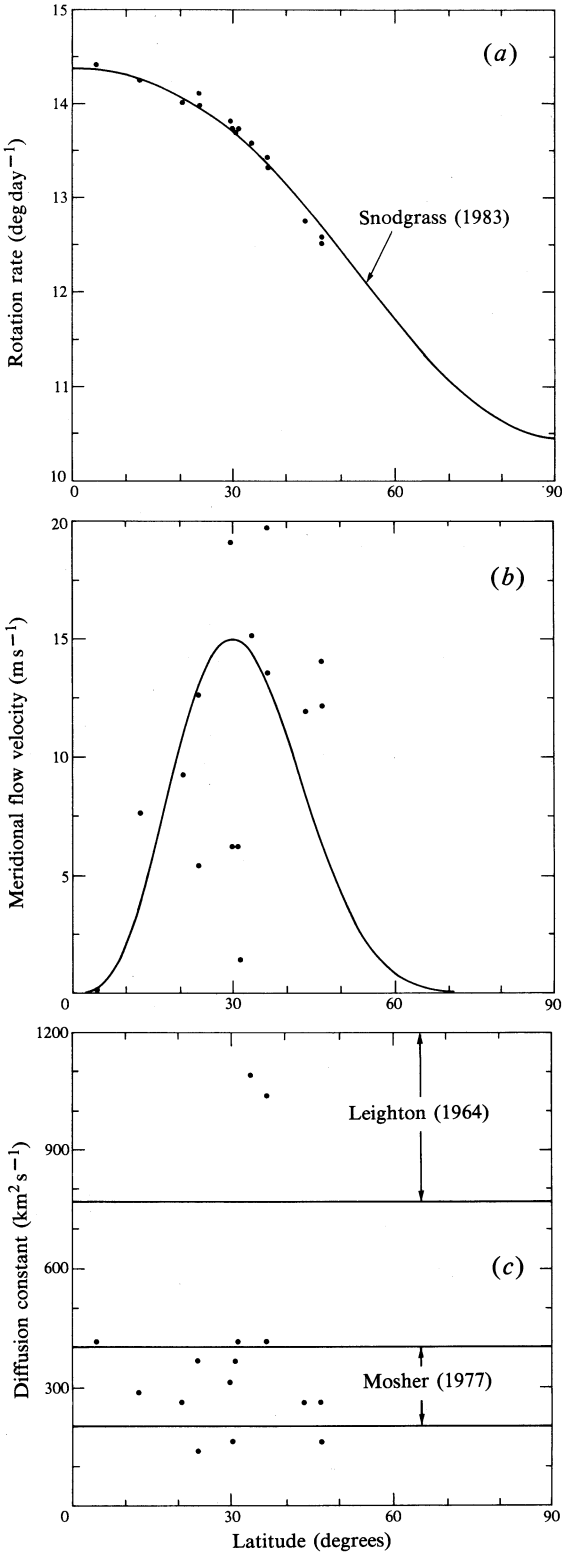 15
14
13
12
11
10
Rotation rate (deg day−1)
(a)
Snodgrass (1983)
0
30
60
90
20
15
10
5
Meridional flow velocity (m s−1)
(b)
0
30
60
90
1200
900
600
300
0
Diffusion constant (km2 s−1)
Leighton (1964)
(c)
Mosher (1977)
30
60
90
Latitude (degrees)